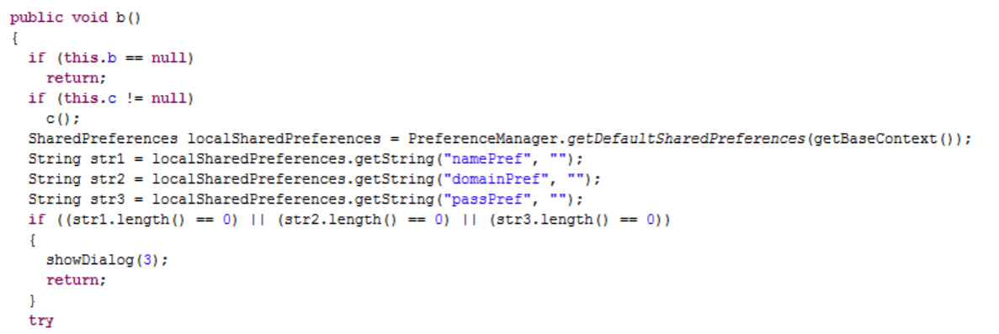 public void b()
{
  if (this.b == null)
    return;
  if (this.c != null)
    c();
  SharedPreferences localSharedPreferences = PreferenceManager.getDefaultSharedPreferences(getBaseContext());
  String str1 = localSharedPreferences.getString("namePref", "");
  String str2 = localSharedPreferences.getString("domainPref", "");
  String str3 = localSharedPreferences.getString("passPref", "");
  if ((str1.length() == 0) || (str2.length() == 0) || (str3.length() == 0))
  {
    showDialog(3);
    return;
  }
  try